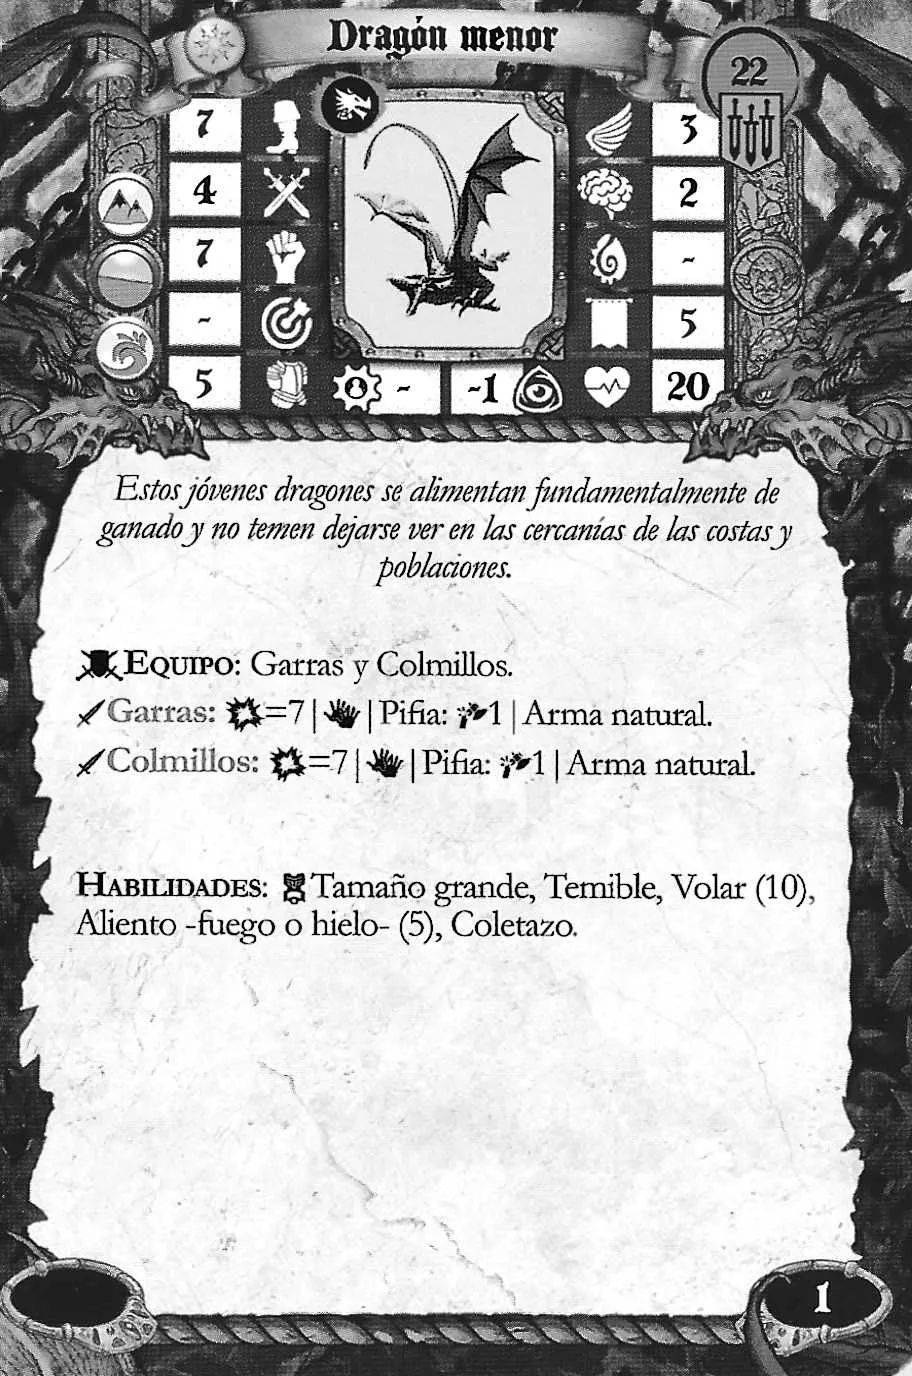 Dragón menor
22
7
3
4
2
7
-
-
5
5
-
-1
20
Estos jóvenes dragones se alimentan fundamentalmente de
ganado y no temen dejarse ver en las cercanías de las costas y
poblaciones.
EQUIPO: Garras y Colmillos.
Garras: =7 | | Pifia: 1 | Arma natural.
Colmillos: =7 | | Pifia: 1 | Arma natural.
HABILIDADES: Tamaño grande, Temible, Volar (10),
Aliento -fuego o hielo- (5), Coletazo.
1